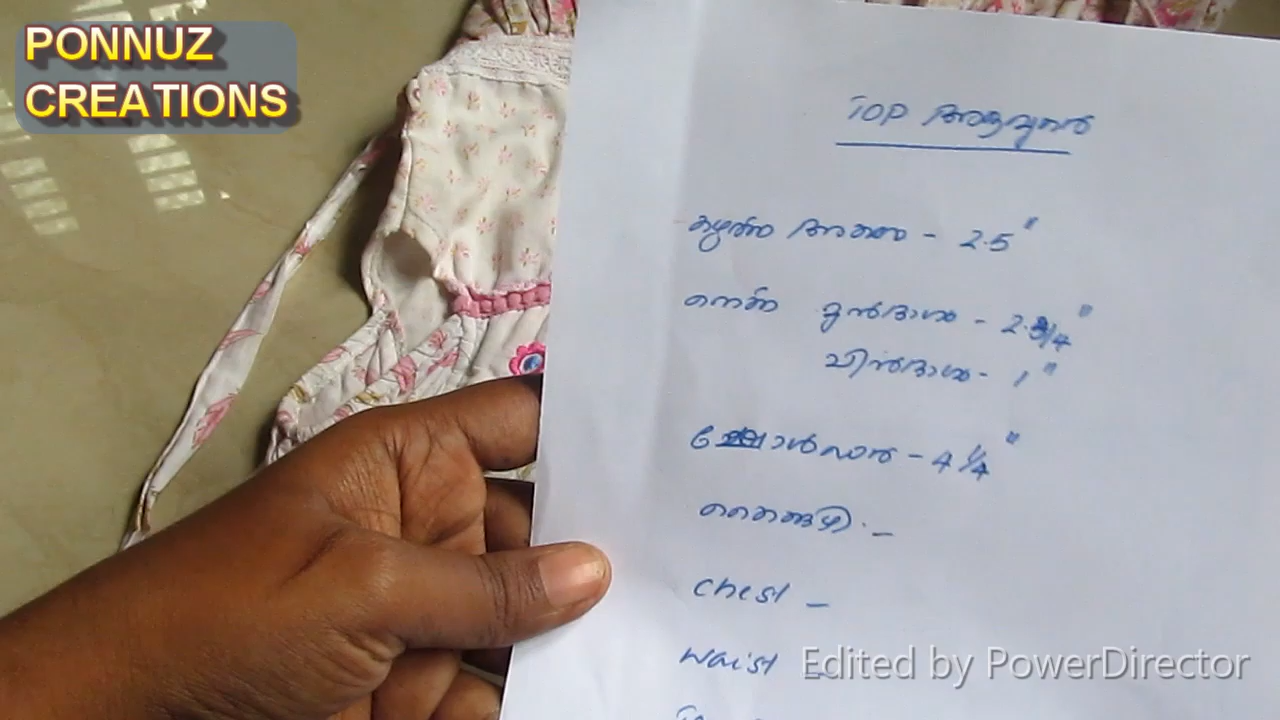 PONNUZ
CREATIONS
TOP അളവുകൾ
കഴുത്ത് അകലം - 2.5"
നെക്ക് മുൻഭാഗം - 2.3/4"
പിൻഭാഗം - 1"
ഷോൾഡർ - 4 1/4"
കൈക്കുഴി -
Chest -
Waist
Edited by PowerDirector